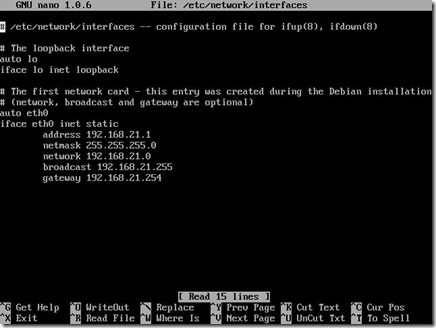 GNU nano 1.0.6 File: /etc/network/interfaces
# /etc/network/interfaces -- configuration file for ifup(8), ifdown(8)
# The loopback interface
auto lo
iface lo inet loopback
# The first network card - this entry was created during the Debian installation
# (network, broadcast and gateway are optional)
auto eth0
iface eth0 inet static
address 192.168.21.1
netmask 255.255.255.0
network 192.168.21.0
broadcast 192.168.21.255
gateway 192.168.21.254
[ Read 15 lines ]
^G Get Help ^O WriteOut ^\ Replace ^Y Prev Page ^K Cut Text ^C Cur Pos
^X Exit ^R Read File ^W Where Is ^V Next Page ^U UnCut Txt ^T To Spell